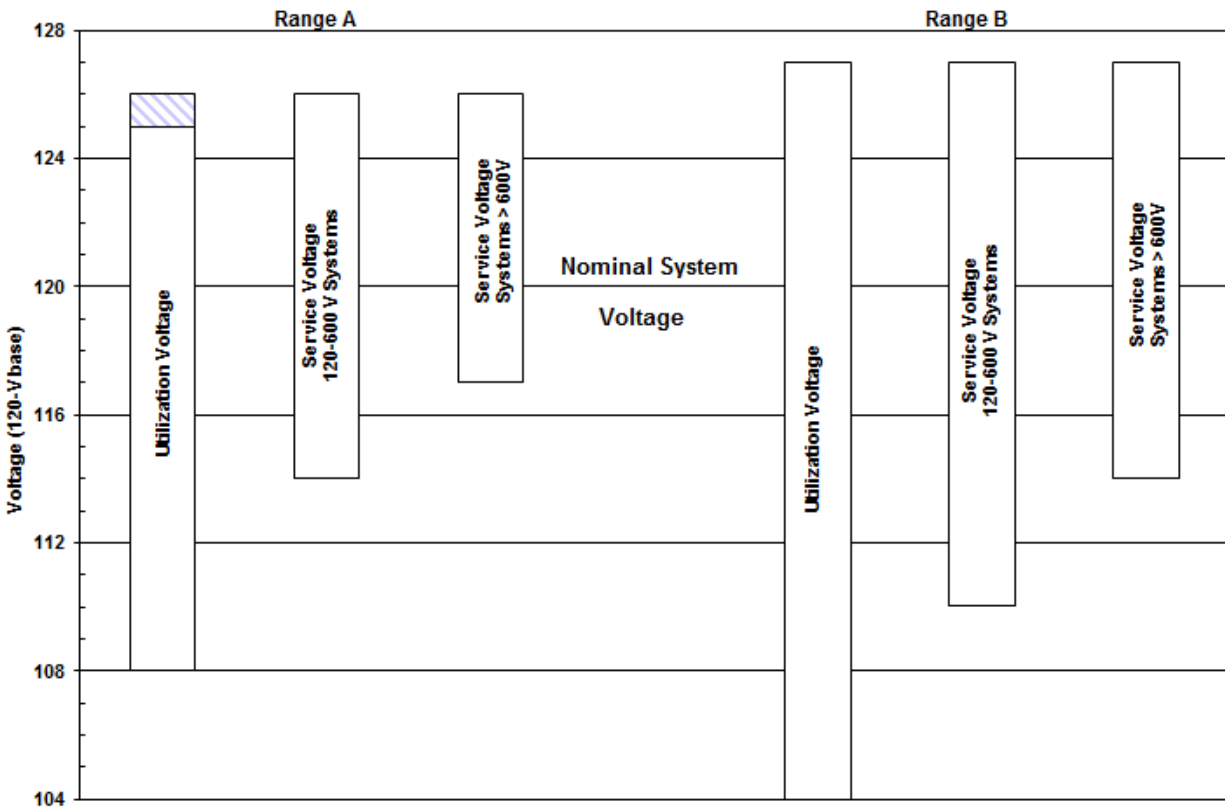 Range A
Range B
128
124
120
116
112
108
104
Voltage (120-V base)
Utilization Voltage
Service Voltage
120-600 V Systems
Service Voltage
Systems > 600V
Nominal System
Voltage
Utilization Voltage
Service Voltage
120-600 V Systems
Service Voltage
Systems > 600V